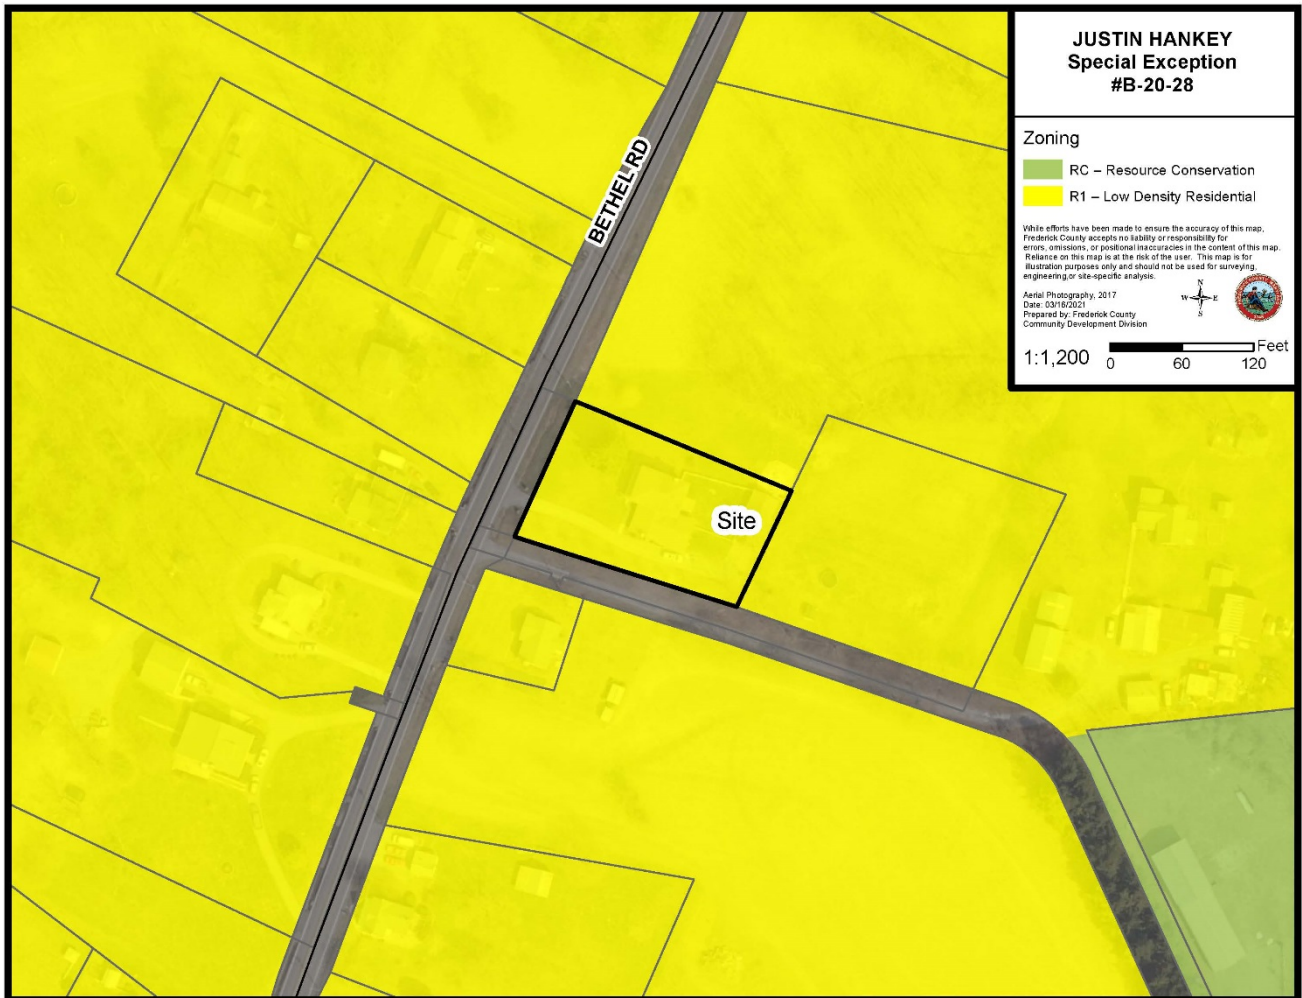 JUSTIN HANKEY
Special Exception
#B-20-28
Zoning
RC – Resource Conservation
R1 – Low Density Residential
While efforts have been made to ensure the accuracy of this map,
Frederick County accepts no liability or responsibility for
errors, omissions, or positional inaccuracies in the content of this map.
Reliance on this map is at the risk of the user. This map is for
illustration purposes only and should not be used for surveying,
engineering,or site-specific analysis.
Aerial Photography, 2017
Date: 03/16/2021
Prepared by: Frederick County
Community Development Division
N
W E
S
1:1,200
Feet
0 60 120
BETHEL RD
Site